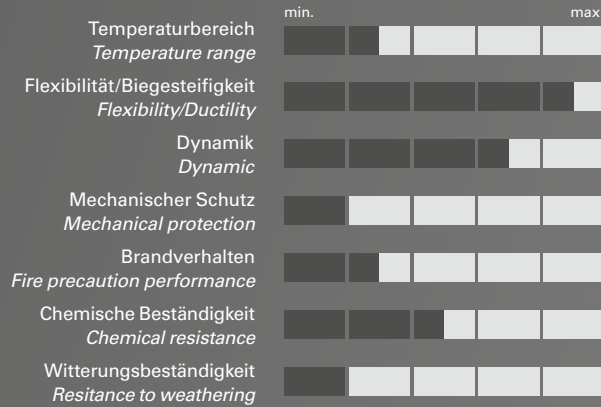 min. max
Temperaturbereich
Temperature range
Flexibilität/Biegesteifigkeit
Flexibility/Ductility
Dynamik
Dynamic
Mechanischer Schutz
Mechanical protection
Brandverhalten
Fire precaution performance
Chemische Beständigkeit
Chemical resistance
Witterungsbeständigkeit
Resitance to weathering